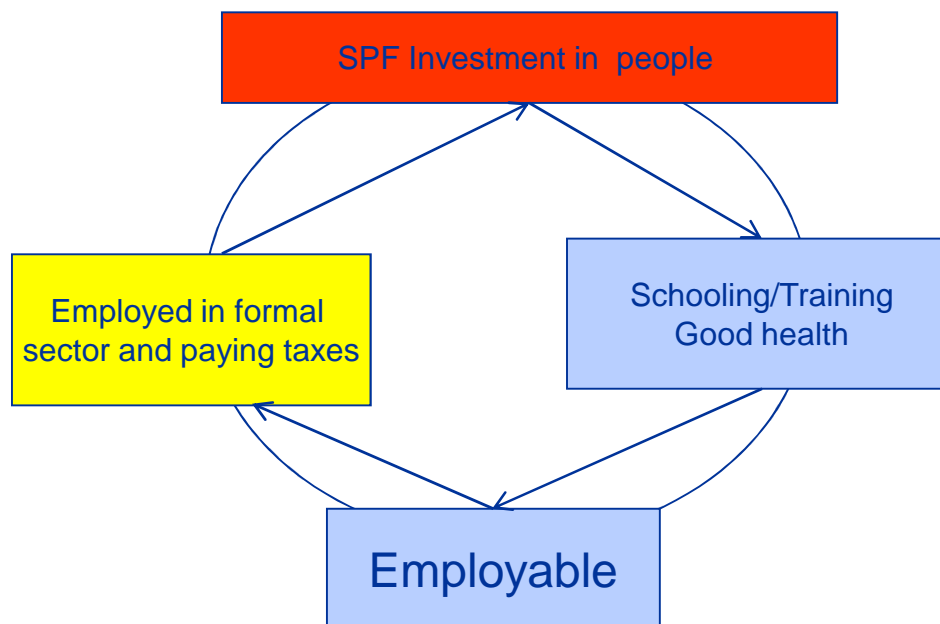 SPF Investment in people
Schooling/Training
Good health
Employed in formal
sector and paying taxes
Employable